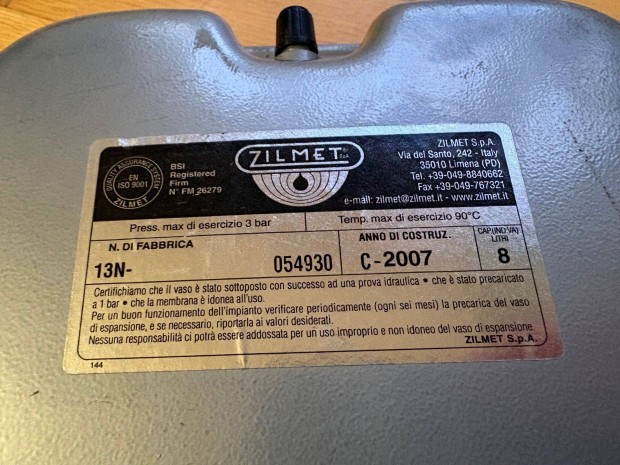 QUALITY ASSURANCE SYSTEM
EN
ISO 9001
ZILMET
BSI
Registered
Firm
N° FM 26279
ZILMET S.p.A.
ZILMET S.p.A.
Via del Santo, 242 - Italy
35010 Limena (PD)
Tel. +39-049-8840662
Fax +39-049-767321
e-mail: zilmet@zilmet.it - www.zilmet.it
Press. max di esercizio 3 bar
Temp. max di esercizio 90°C
N. DI FABBRICA
13N- 054930
ANNO DI COSTRUZ.
C-2007
LITRI
8
Certifichiamo che il vaso è stato sottoposto con successo ad una prova idraulica • che è stato precaricato
a 1 bar • che la membrana è idonea all'uso.
Per un buon funzionamento dell'impianto verificare periodicamente (ogni sei mesi) la precarica del vaso
di espansione, e se necessario, riportarla ai valori desiderati.
Nessuna responsabilità ci potrà essere addossata per un uso improprio e non idoneo del vaso di espansione.
ZILMET S.p.A.
144